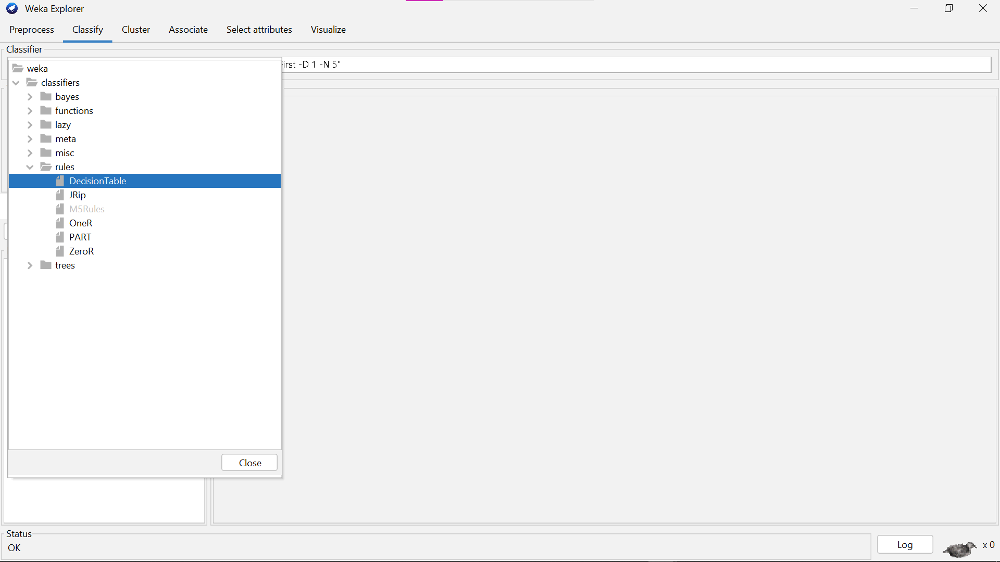 Weka Explorer
Preprocess Classify Cluster Associate Select attributes Visualize
Classifier
irst -D 1 -N 5"
weka
classifiers
bayes
functions
lazy
meta
misc
rules
DecisionTable
JRip
M5Rules
OneR
PART
ZeroR
trees
Close
Status
OK
Log
x 0